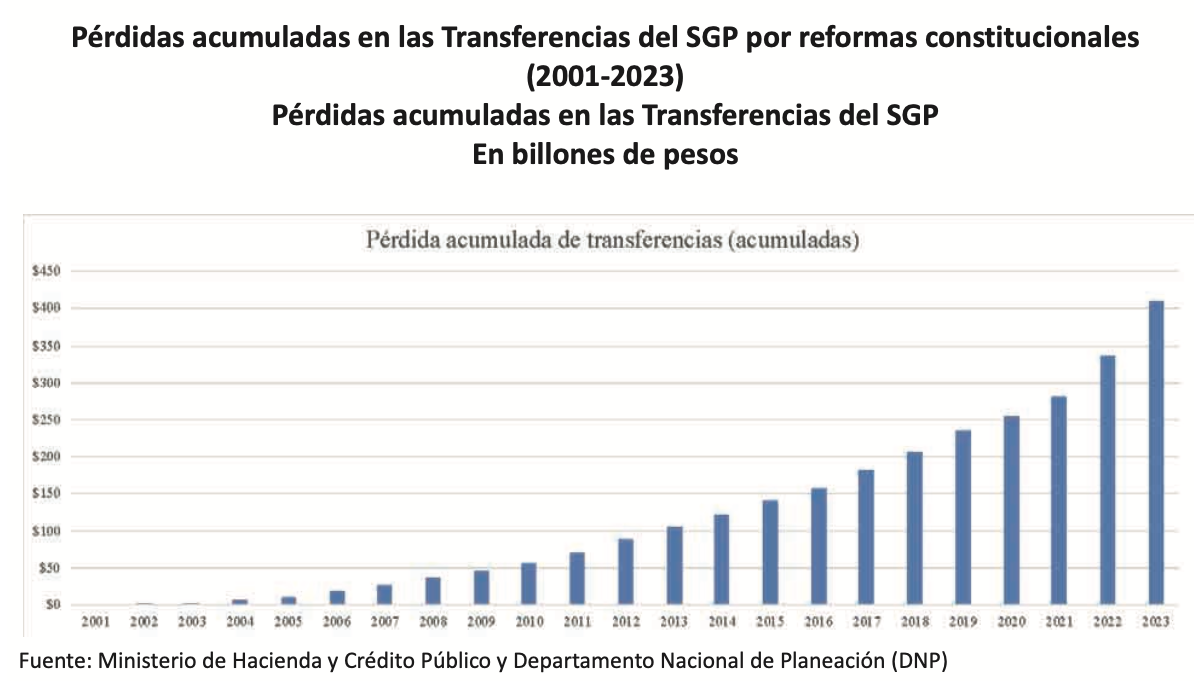 Pérdidas acumuladas en las Transferencias del SGP por reformas constitucionales
(2001-2023)
Pérdidas acumuladas en las Transferencias del SGP
En billones de pesos
Pérdida acumulada de transferencias (acumuladas)
$450
$400
$350
$300
$250
$200
$150
$100
$50
$0
2001 2002 2003 2004 2005 2006 2007 2008 2009 2010 2011 2012 2013 2014 2015 2016 2017 2018 2019 2020 2021 2022 2023
Fuente: Ministerio de Hacienda y Crédito Público y Departamento Nacional de Planeación (DNP)